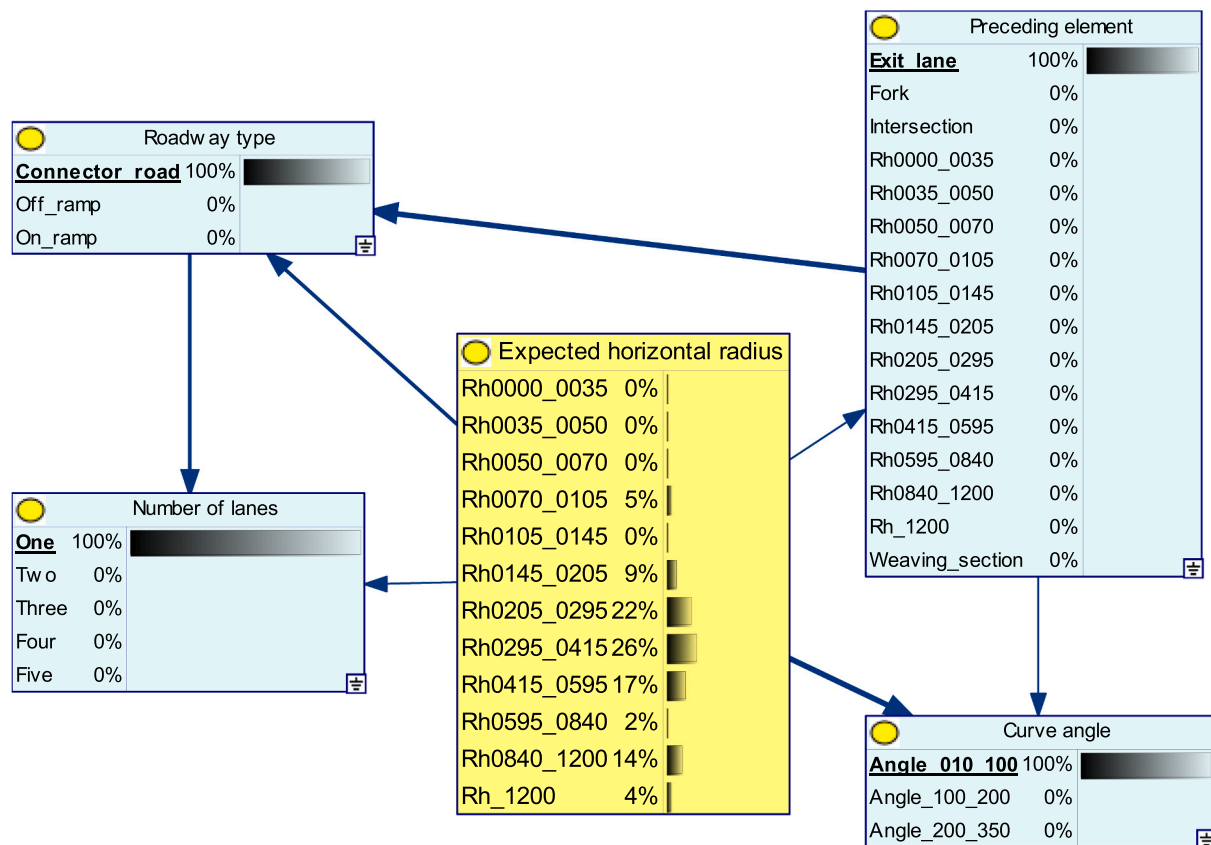 Preceding element
Exit_lane 100%
Fork 0%
Intersection 0%
Rh0000_0035 0%
Rh0035_0050 0%
Rh0050_0070 0%
Rh0070_0105 0%
Rh0105_0145 0%
Rh0145_0205 0%
Rh0205_0295 0%
Rh0295_0415 0%
Rh0415_0595 0%
Rh0595_0840 0%
Rh0840_1200 0%
Rh_1200 0%
Weaving_section 0%
Roadway type
Connector_road 100%
Off_ramp 0%
On_ramp 0%
Expected horizontal radius
Rh0000_0035 0%
Rh0035_0050 0%
Rh0050_0070 0%
Rh0070_0105 5%
Rh0105_0145 0%
Rh0145_0205 9%
Rh0205_0295 22%
Rh0295_0415 26%
Rh0415_0595 17%
Rh0595_0840 2%
Rh0840_1200 14%
Rh_1200 4%
Number of lanes
One 100%
Two 0%
Three 0%
Four 0%
Five 0%
Curve angle
Angle_010_100 100%
Angle_100_200 0%
Angle_200_350 0%